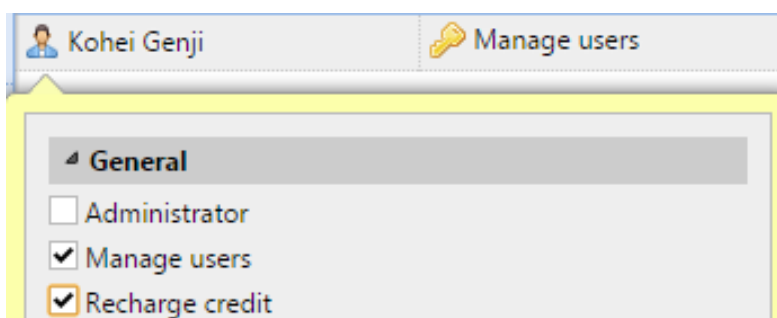 Kohei Genji Manage users
General
Administrator
Manage users
Recharge credit